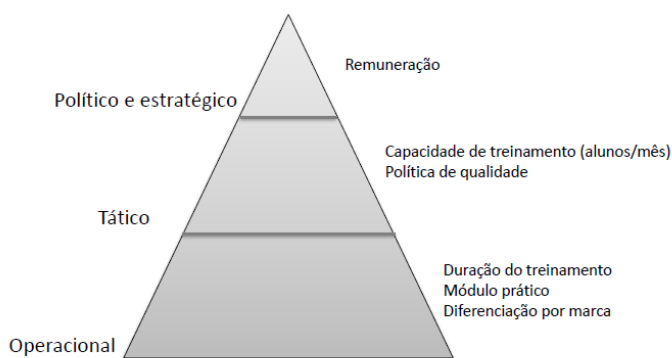 Remuneração
Político e estratégico
Capacidade de treinamento (alunos/mês)
Política de qualidade
Tático
Duração do treinamento
Módulo prático
Diferenciação por marca
Operacional